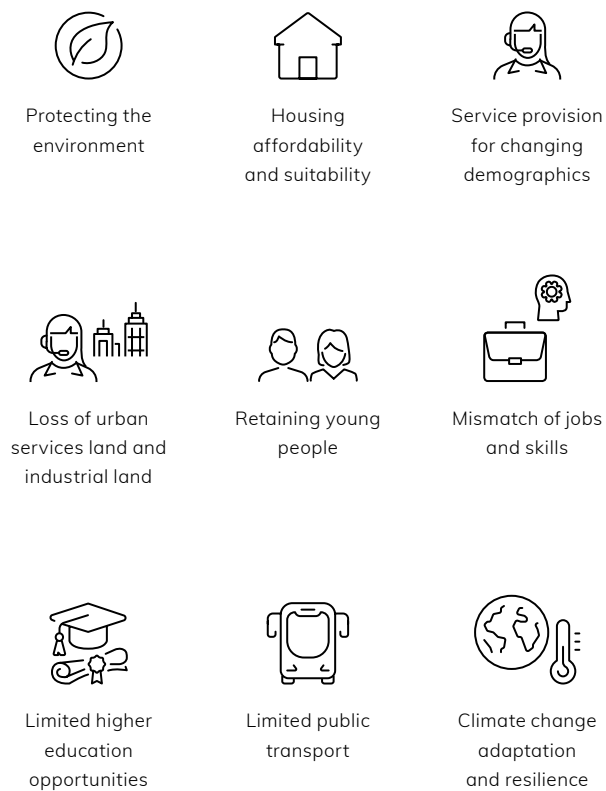 Protecting the
environment
Housing
affordability
and suitability
Service provision
for changing
demographics
Loss of urban
services land and
industrial land
Retaining young
people
Mismatch of jobs
and skills
Limited higher
education
opportunities
Limited public
transport
Climate change
adaptation
and resilience